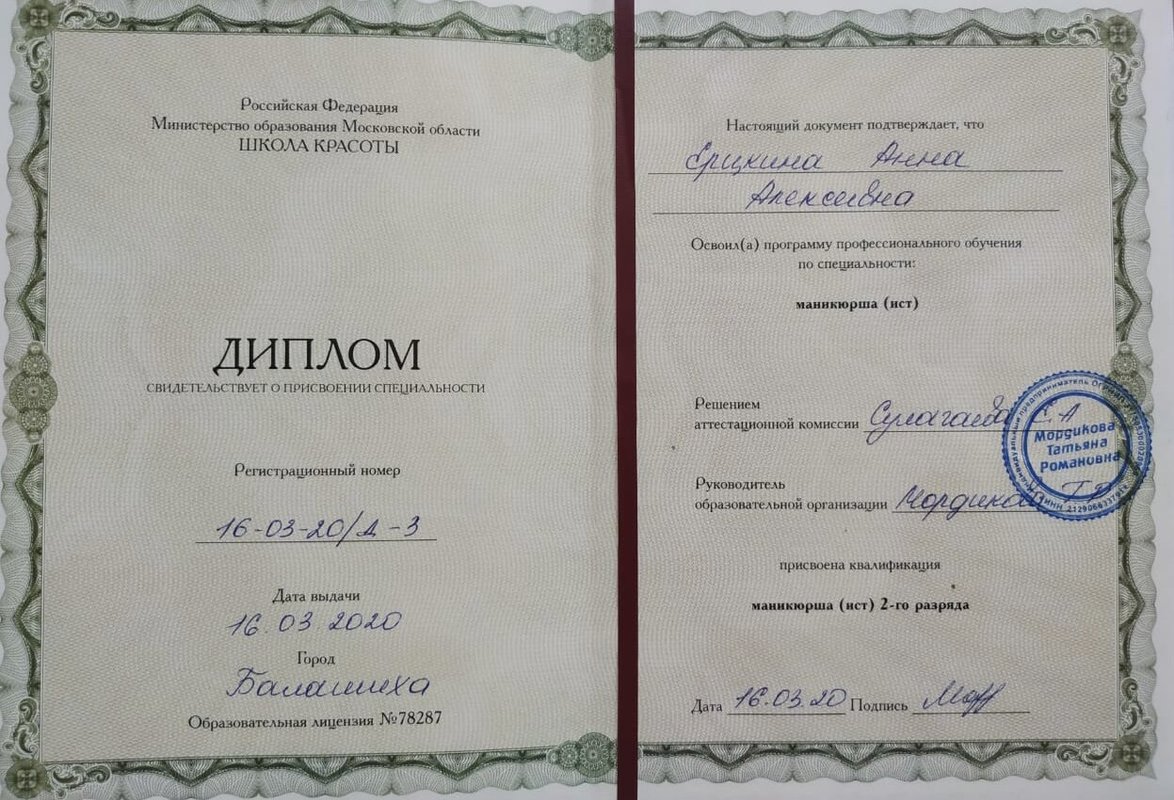 Российская Федерация
Министерство образования Московской области
ШКОЛА КРАСОТЫ
ДИПЛОМ
СВИДЕТЕЛЬСТВУЕТ О ПРИСВОЕНИИ СПЕЦИАЛЬНОСТИ
Регистрационный номер
16-03-20/Д-3
Дата выдачи
16.03.2020
Город
Балашиха
Образовательная лицензия №78287
Настоящий документ подтверждает, что
Анна
Алексеевна
Освоил(а) программу профессионального обучения
по специальности:
маникюрша (ист)
Решением
аттестационной комиссии
Руководитель
образовательной организации Мордикова Т.Р.
Мордикова
Татьяна
Романовна
присвоена квалификация
маникюрша (ист) 2-го разряда
Дата 16.03.20 Подпись